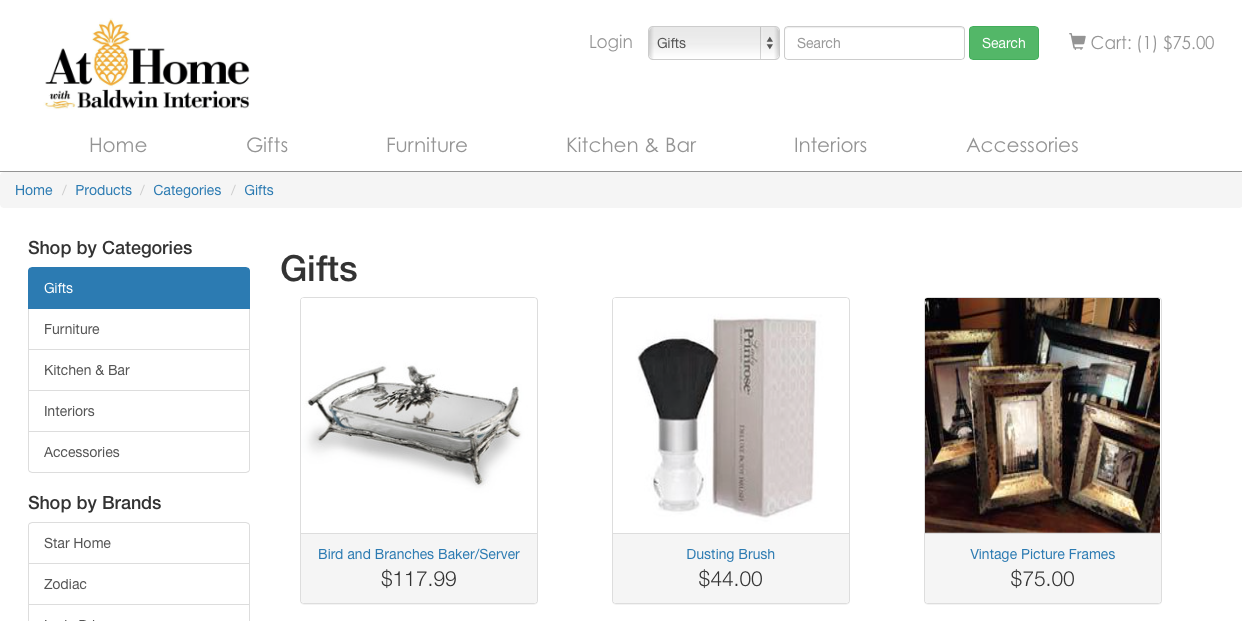 At Home
with Baldwin Interiors
Login
Gifts
Search
Search
Cart: (1) $75.00
Home
Gifts
Furniture
Kitchen & Bar
Interiors
Accessories
Home / Products / Categories / Gifts
Shop by Categories
Gifts
Furniture
Kitchen & Bar
Interiors
Accessories
Shop by Brands
Star Home
Zodiac
Gifts
Primrose
DELUXE BODY BRUSH
Bird and Branches Baker/Server
$117.99
Dusting Brush
$44.00
Vintage Picture Frames
$75.00